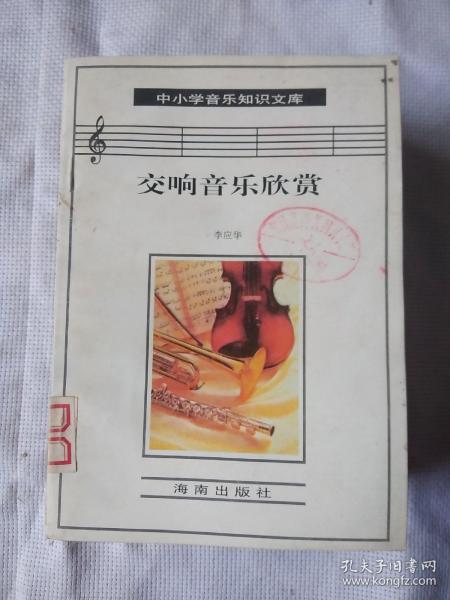 中小学音乐知识文库
交响音乐欣赏
李应华
海南出版社
孔夫子旧书网
www.kongfz.com